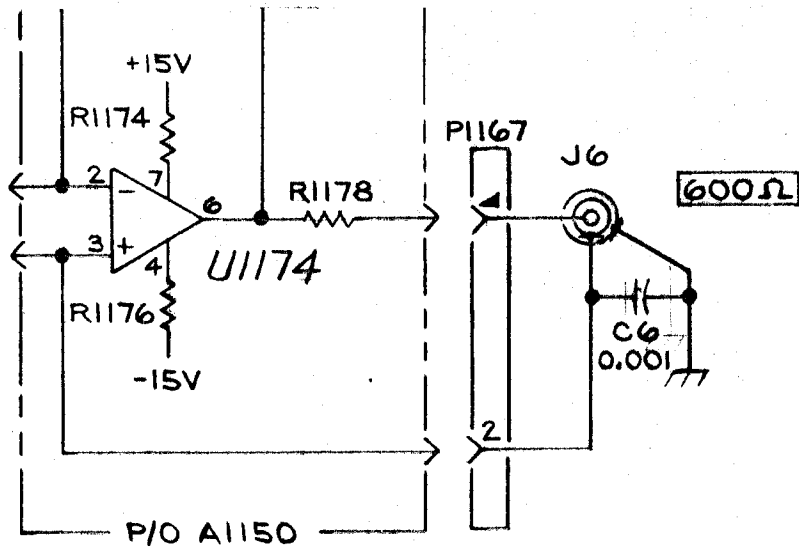 +15V
R1174
P1167
J6
7
2
-
R1178
600Ω
6
3
+
4
U1174
R1176
C6
0.001
-15V
2
P/O A1150